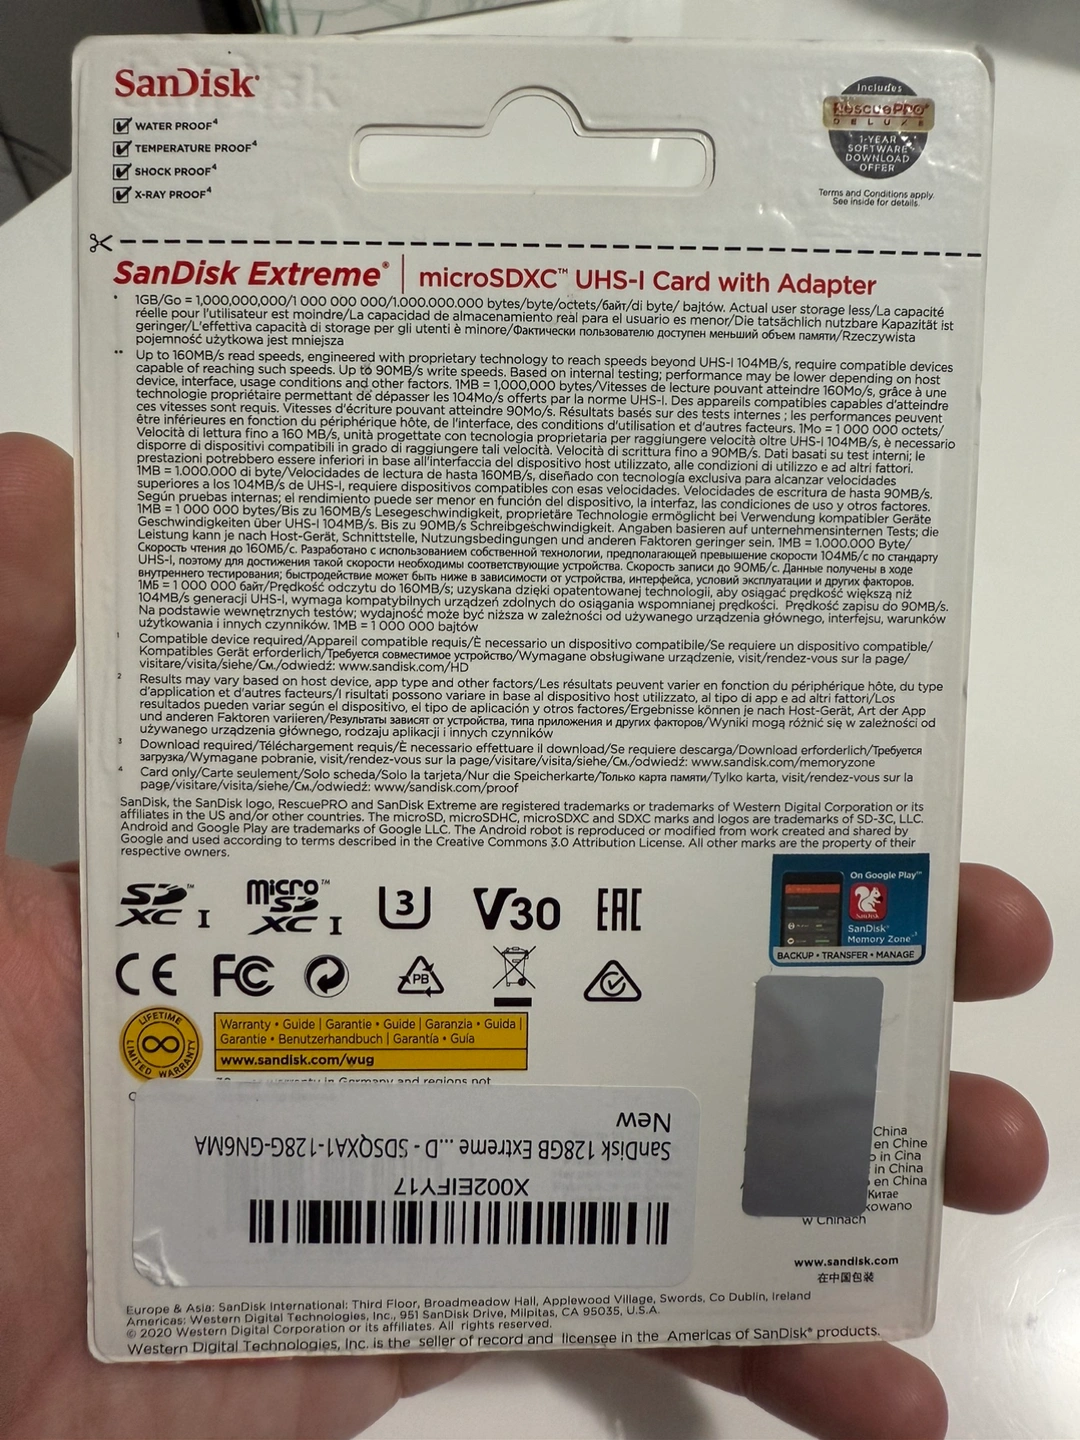 SanDisk®
WATER PROOF⁴
TEMPERATURE PROOF⁴
SHOCK PROOF⁴
X-RAY PROOF⁴
Includes
RescuePRO®
DELUXE
1-YEAR
SOFTWARE
DOWNLOAD
OFFER
Terms and Conditions apply.
See inside for details.
SanDisk Extreme® | microSDXC™ UHS-I Card with Adapter
* 1GB/Go = 1,000,000,000/1 000 000 000/1.000.000.000 bytes/byte/octets/байт/di byte/ bajtów. Actual user storage less/La capacité
réelle pour l'utilisateur est moindre/La capacidad de almacenamiento real para el usuario es menor/Die tatsächlich nutzbare Kapazität ist
geringer/L'effettiva capacità di storage per gli utenti è minore/Фактически пользователю доступен меньший объем памяти/Rzeczywista
pojemność użytkowa jest mniejsza
** Up to 160MB/s read speeds, engineered with proprietary technology to reach speeds beyond UHS-I 104MB/s, require compatible devices
capable of reaching such speeds. Up to 90MB/s write speeds. Based on internal testing; performance may be lower depending on host
device, interface, usage conditions and other factors. 1MB = 1,000,000 bytes/Vitesses de lecture pouvant atteindre 160Mo/s, grâce à une
technologie propriétaire permettant de dépasser les 104Mo/s offerts par la norme UHS-I. Des appareils compatibles capables d'atteindre
ces vitesses sont requis. Vitesses d'écriture pouvant atteindre 90Mo/s. Résultats basés sur des tests internes ; les performances peuvent
être inférieures en fonction du périphérique hôte, de l'interface, des conditions d'utilisation et d'autres facteurs. 1Mo = 1 000 000 octets/
Velocità di lettura fino a 160 MB/s, unità progettate con tecnologia proprietaria per raggiungere velocità oltre UHS-I 104MB/s, è necessario
disporre di dispositivi compatibili in grado di raggiungere tali velocità. Velocità di scrittura fino a 90MB/s. Dati basati su test interni; le
prestazioni potrebbero essere inferiori in base all'interfaccia del dispositivo host utilizzato, alle condizioni di utilizzo e ad altri fattori.
1MB = 1.000.000 di byte/Velocidades de lectura de hasta 160MB/s, diseñado con tecnología exclusiva para alcanzar velocidades
superiores a los 104MB/s de UHS-I, requiere dispositivos compatibles con esas velocidades. Velocidades de escritura de hasta 90MB/s.
Según pruebas internas; el rendimiento puede ser menor en función del dispositivo, la interfaz, las condiciones de uso y otros factores.
1MB = 1 000 000 bytes/Bis zu 160MB/s Lesegeschwindigkeit, proprietäre Technologie ermöglicht bei Verwendung kompatibler Geräte
Geschwindigkeiten über UHS-I 104MB/s. Bis zu 90MB/s Schreibgeschwindigkeit. Angaben basieren auf unternehmensinternen Tests; die
Leistung kann je nach Host-Gerät, Schnittstelle, Nutzungsbedingungen und anderen Faktoren geringer sein. 1MB = 1.000.000 Byte/
Скорость чтения до 160МБ/с. Разработано с использованием собственной технологии, предполагающей превышение скорости 104МБ/с по стандарту
UHS-I, поэтому для достижения такой скорости необходимы соответствующие устройства. Скорость записи до 90МБ/с. Данные получены в ходе
внутреннего тестирования; быстродействие может быть ниже в зависимости от устройства, интерфейса, условий эксплуатации и других факторов.
1МБ = 1 000 000 байт/Prędkość odczytu do 160MB/s; uzyskana dzięki opatentowanej technologii, aby osiągać prędkość większą niż
104MB/s generacji UHS-I, wymaga kompatybilnych urządzeń zdolnych do osiągania wspomnianej prędkości. Prędkość zapisu do 90MB/s.
Na podstawie wewnętrznych testów; wydajność może być niższa w zależności od używanego urządzenia głównego, interfejsu, warunków
użytkowania i innych czynników. 1MB = 1 000 000 bajtów
¹ Compatible device required/Appareil compatible requis/È necessario un dispositivo compatibile/Se requiere un dispositivo compatible/
Kompatibles Gerät erforderlich/Требуется совместимое устройство/Wymagane obsługiwane urządzenie, visit/rendez-vous sur la page/
visitare/visita/siehe/См./odwiedź: www.sandisk.com/HD
² Results may vary based on host device, app type and other factors/Les résultats peuvent varier en fonction du périphérique hôte, du type
d'application et d'autres facteurs/I risultati possono variare in base al dispositivo host utilizzato, al tipo di app e ad altri fattori/Los
resultados pueden variar según el dispositivo, el tipo de aplicación y otros factores/Ergebnisse können je nach Host-Gerät, Art der App
und anderen Faktoren variieren/Результаты зависят от устройства, типа приложения и других факторов/Wyniki mogą różnić się w zależności od
używanego urządzenia głównego, rodzaju aplikacji i innych czynników
³ Download required/Téléchargement requis/È necessario effettuare il download/Se requiere descarga/Download erforderlich/Требуется
загрузка/Wymagane pobranie, visit/rendez-vous sur la page/visitare/visita/siehe/См./odwiedź: www.sandisk.com/memoryzone
⁴ Card only/Carte seulement/Solo scheda/Solo la tarjeta/Nur die Speicherkarte/Только карта памяти/Tylko karta, visit/rendez-vous sur la
page/visitare/visita/siehe/См./odwiedź: www/sandisk.com/proof
SanDisk, the SanDisk logo, RescuePRO and SanDisk Extreme are registered trademarks or trademarks of Western Digital Corporation or its
affiliates in the US and/or other countries. The microSD, microSDHC, microSDXC and SDXC marks and logos are trademarks of SD-3C, LLC.
Android and Google Play are trademarks of Google LLC. The Android robot is reproduced or modified from work created and shared by
Google and used according to terms described in the Creative Commons 3.0 Attribution License. All other marks are the property of their
respective owners.
SD XC™ I micro SD XC™ I 3 V30 EAC
CE FC PB
On Google Play™
SanDisk
SanDisk®
Memory Zone
BACKUP • TRANSFER • MANAGE
LIFETIME
LIMITED WARRANTY
Warranty • Guide | Garantie • Guide | Garanzia • Guida |
Garantie • Benutzerhandbuch | Garantía • Guía
www.sandisk.com/wug
warranty in Germany and regions not
New
SanDisk 128GB Extreme ... D - SDSQXA1-128G-GN6MA
X002EIFY17
China
en Chine
in Cina
in China
en China
Китае
kowano
w Chinach
www.sandisk.com
在中国包装
Europe & Asia: SanDisk International: Third Floor, Broadmeadow Hall, Applewood Village, Swords, Co Dublin, Ireland
Americas: Western Digital Technologies, Inc., 951 SanDisk Drive, Milpitas, CA 95035, U.S.A.
© 2020 Western Digital Corporation or its affiliates. All rights reserved.
Western Digital Technologies, Inc. is the seller of record and licensee in the Americas of SanDisk® products.